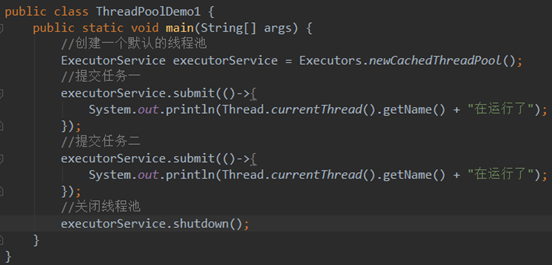 public class ThreadPoolDemo1 {
public static void main(String[] args) {
//创建一个默认的线程池
ExecutorService executorService = Executors.newCachedThreadPool();
//提交任务一
executorService.submit(()->{
System.out.println(Thread.currentThread().getName() + "在运行了");
});
//提交任务二
executorService.submit(()->{
System.out.println(Thread.currentThread().getName() + "在运行了");
});
//关闭线程池
executorService.shutdown();
}
}